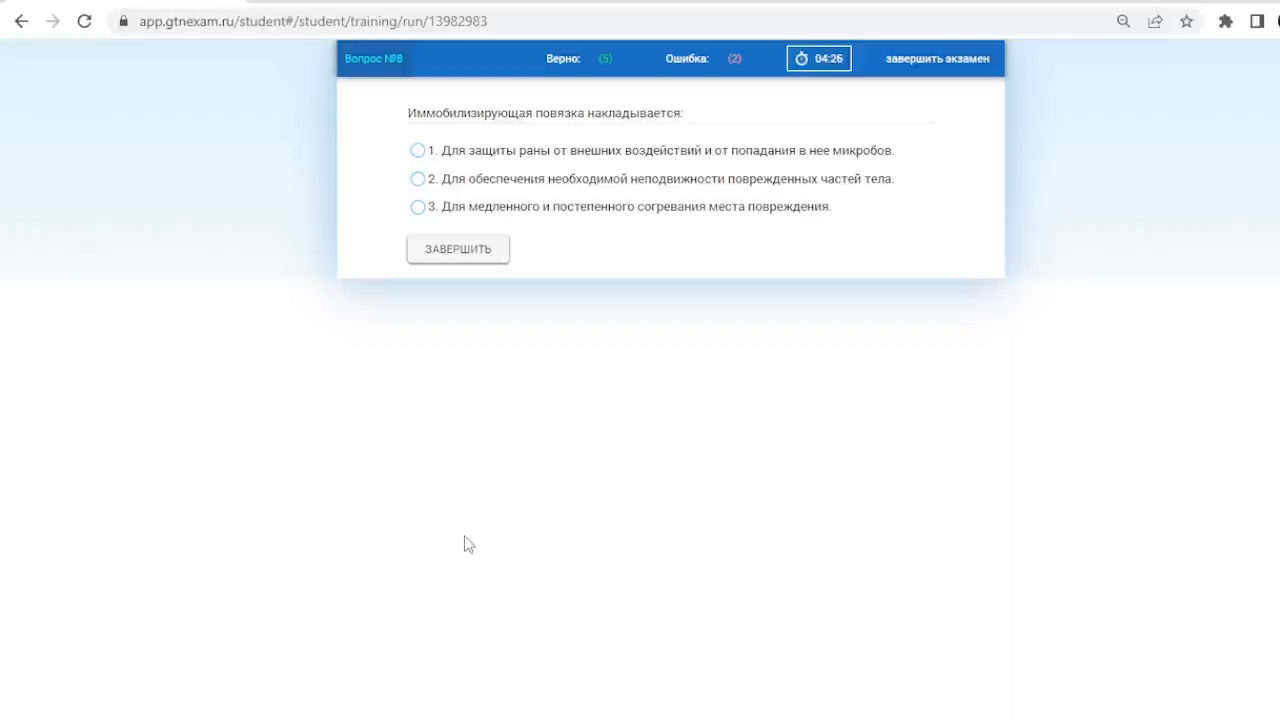 app.gtnexam.ru/student#/student/training/run/13982983
Вопрос №8 Верно: (5) Ошибка: (2) 04:26 завершить экзамен
Иммобилизирующая повязка накладывается:
1. Для защиты раны от внешних воздействий и от попадания в нее микробов.
2. Для обеспечения необходимой неподвижности поврежденных частей тела.
3. Для медленного и постепенного согревания места повреждения.
ЗАВЕРШИТЬ